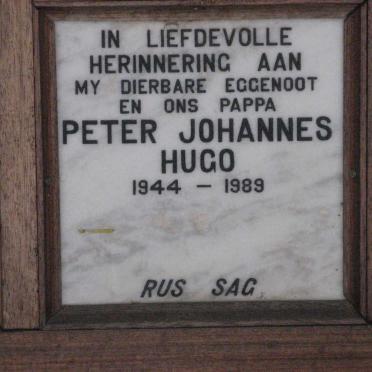 IN LIEFDEVOLLE
HERINNERING AAN
MY DIERBARE EGGENOOT
EN ONS PAPPA
PETER JOHANNES
HUGO
1944 — 1989
RUS SAG